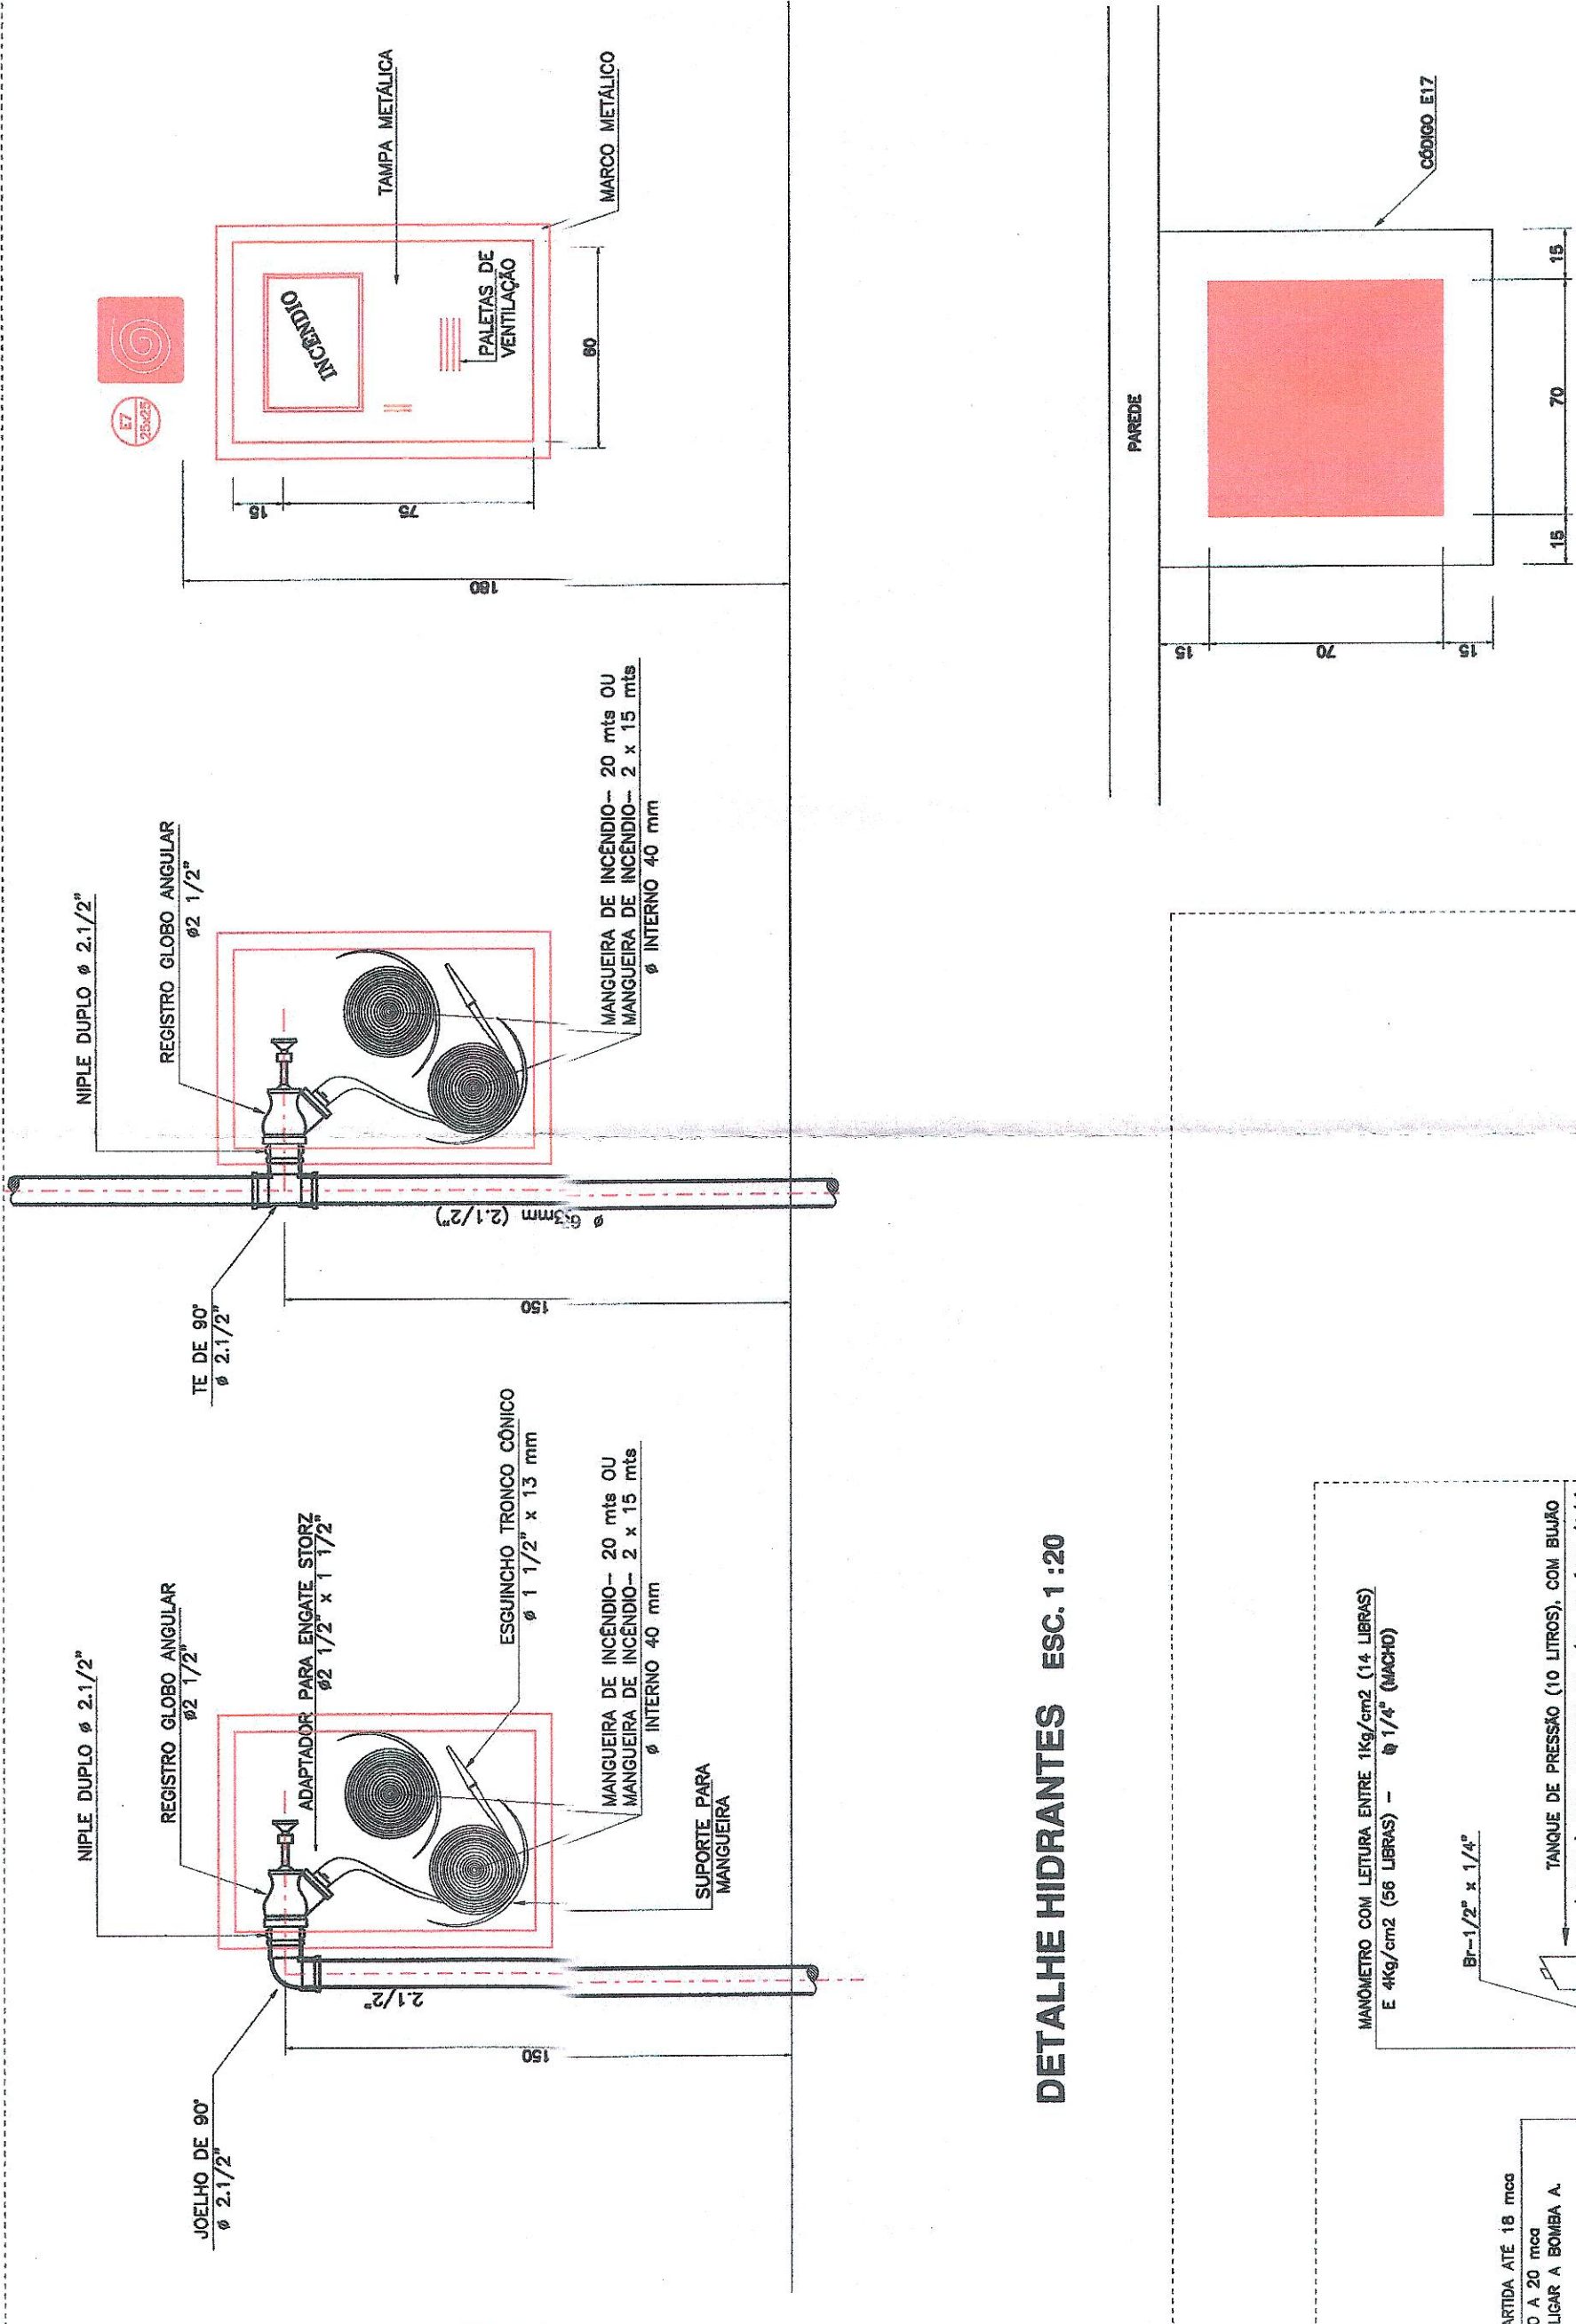 JOELHO DE 90°
ø 2.1/2"
NIPLE DUPLO ø 2.1/2"
REGISTRO GLOBO ANGULAR
ø2 1/2"
ADAPTADOR PARA ENGATE STORZ
ø2 1/2" x 1 1/2"
ESGUINCHO TRONCO CÔNICO
ø 1 1/2" x 13 mm
MANGUEIRA DE INCÊNDIO- 20 mts OU
MANGUEIRA DE INCÊNDIO- 2 x 15 mts
ø INTERNO 40 mm
SUPORTE PARA
MANGUEIRA
2.1/2"
150
TE DE 90°
ø 2.1/2"
NIPLE DUPLO ø 2.1/2"
REGISTRO GLOBO ANGULAR
ø2 1/2"
MANGUEIRA DE INCÊNDIO- 20 mts OU
MANGUEIRA DE INCÊNDIO- 2 x 15 mts
ø INTERNO 40 mm
ø 63mm (2.1/2")
150
E7
25x25
INCÊNDIO
TAMPA METÁLICA
MARCO METÁLICO
PALETAS DE
VENTILAÇÃO
60
15
75
180
DETALHE HIDRANTES ESC. 1 :20
PAREDE
CÓDIGO E17
15
70
15
15
70
15
MANÔMETRO COM LEITURA ENTRE 1Kg/cm2 (14 LIBRAS)
E 4Kg/cm2 (56 LIBRAS) - ø 1/4" (MACHO)
Br-1/2" x 1/4"
TANQUE DE PRESSÃO (10 LITROS), COM BUJÃO
ARTIDA ATÉ 18 mca
O A 20 mca
LIGAR A BOMBA A.